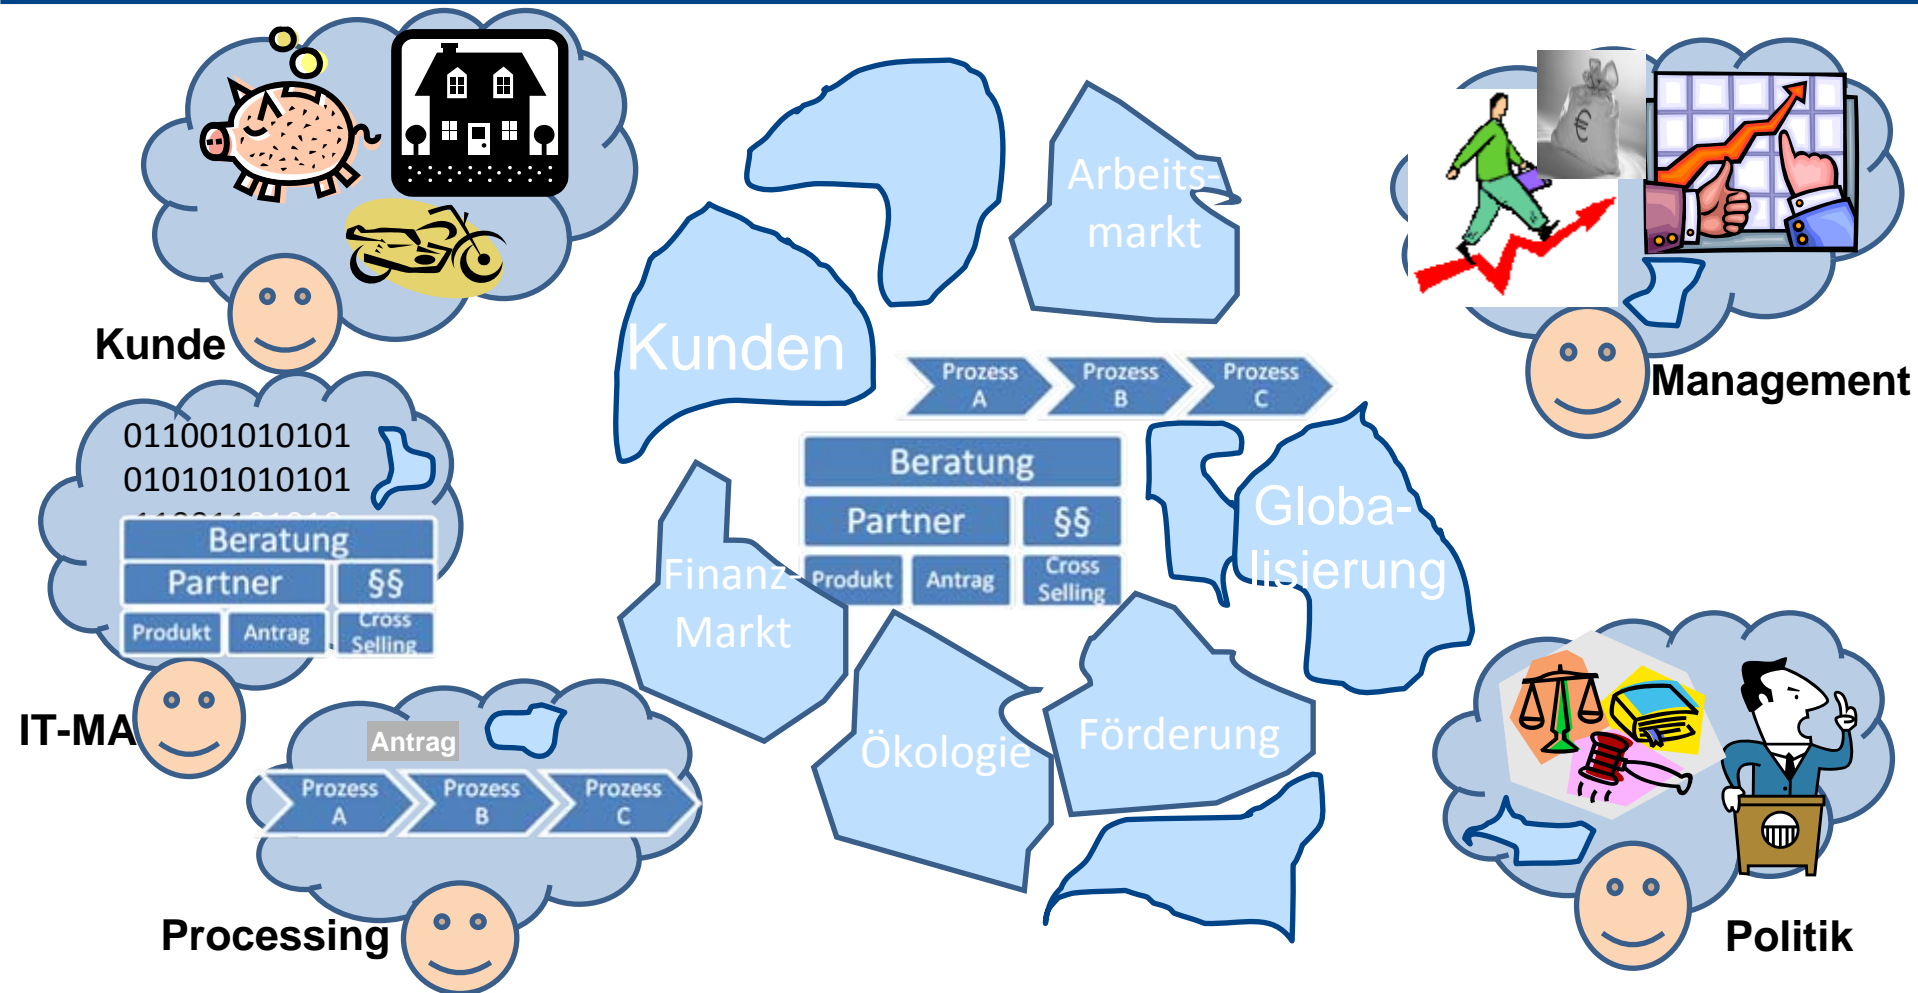 Kunde
€
Arbeits-
markt
Kunden
Management
Prozess
A
Prozess
B
Prozess
C
011001010101
010101010101
Beratung
Partner
§§
Produkt
Antrag
Cross
Selling
Beratung
Partner
§§
Produkt
Antrag
Cross
Selling
Globa-
lisierung
Finanz-
Markt
IT-MA
Antrag
Prozess
A
Prozess
B
Prozess
C
Processing
Ökologie
Förderung
Politik